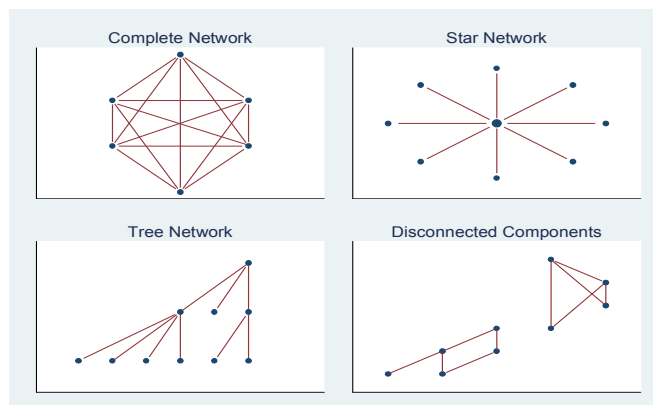 Complete Network
Star Network
Tree Network
Disconnected Components